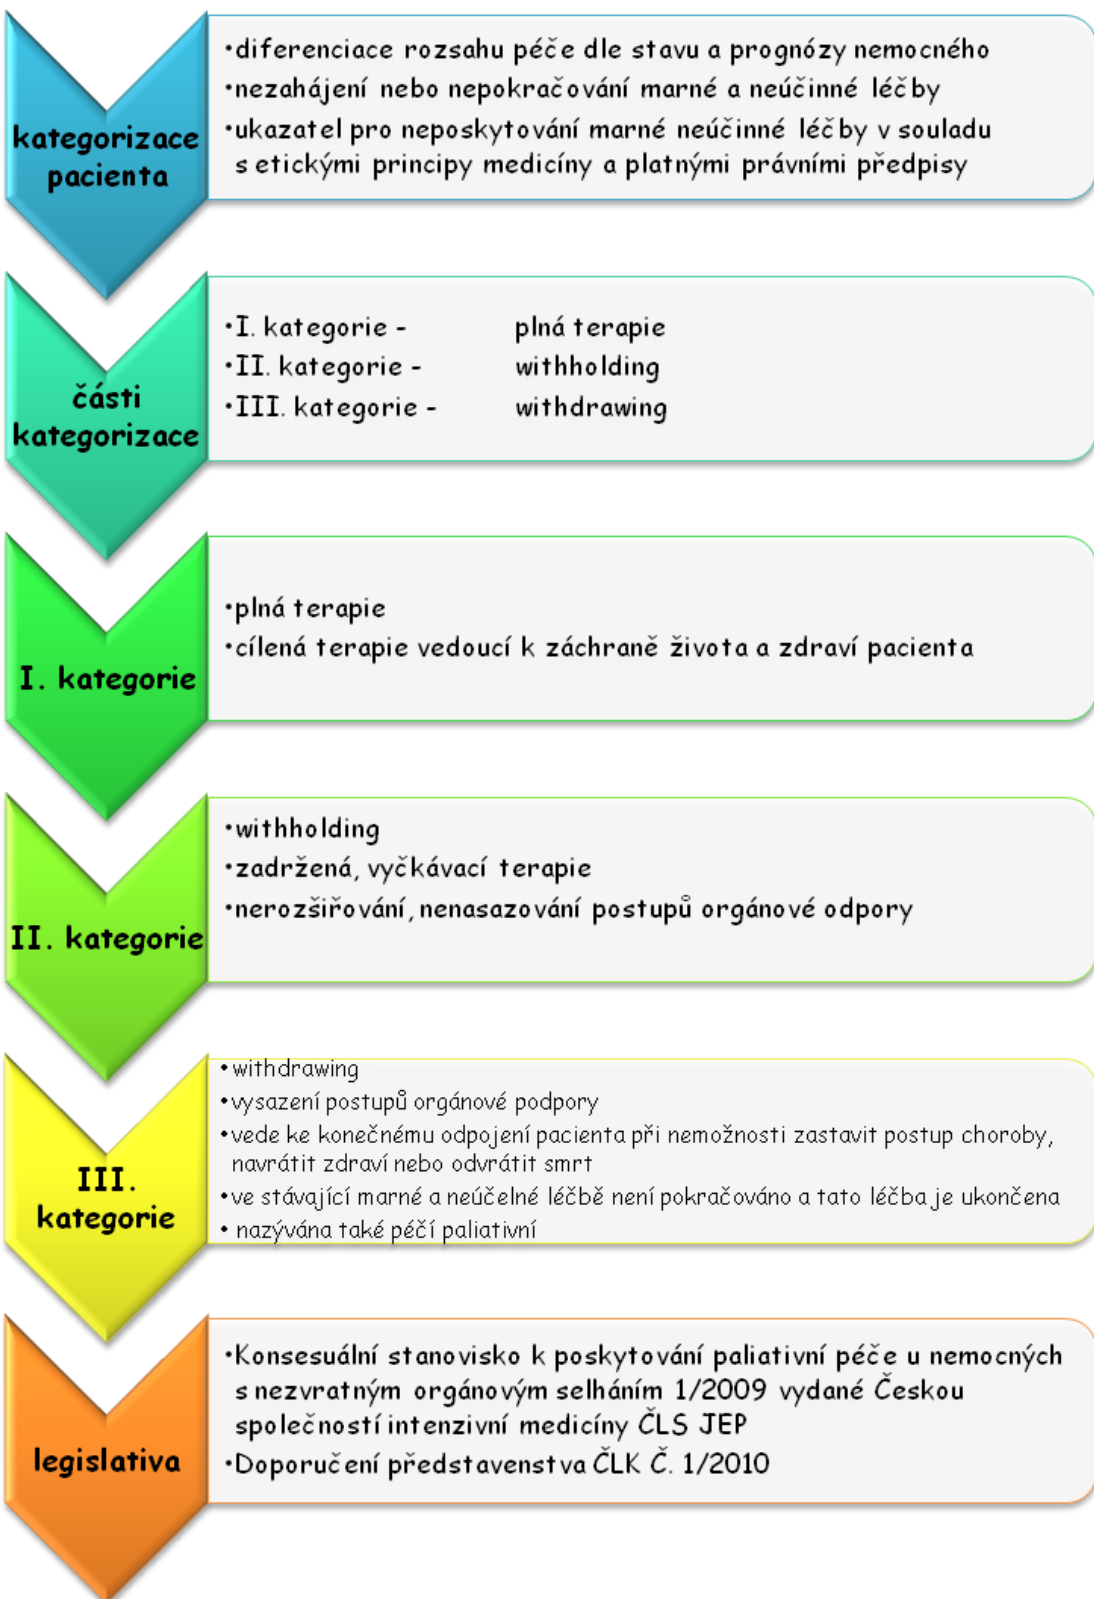 kategorizace
pacienta
•diferenciace rozsahu péče dle stavu a prognózy nemocného
•nezahájení nebo nepokračování marné a neúčinné léčby
•ukazatel pro neposkytování marné neúčinné léčby v souladu
s etickými principy medicíny a platnými právními předpisy
části
kategorizace
•I. kategorie - plná terapie
•II. kategorie - withholding
•III. kategorie - withdrawing
I. kategorie
•plná terapie
•cílená terapie vedoucí k záchraně života a zdraví pacienta
II. kategorie
•withholding
•zadržená, vyčkávací terapie
•nerozšiřování, nenasazování postupů orgánové odpory
III.
kategorie
•withdrawing
•vysazení postupů orgánové podpory
•vede ke konečnému odpojení pacienta při nemožnosti zastavit postup choroby,
navrátit zdraví nebo odvrátit smrt
•ve stávající marné a neúčelné léčbě není pokračováno a tato léčba je ukončena
• nazývána také péčí paliativní
legislativa
•Konsesuální stanovisko k poskytování paliativní péče u nemocných
s nezvratným orgánovým selháním 1/2009 vydané Českou
společností intenzivní medicíny ČLS JEP
•Doporučení představenstva ČLK Č. 1/2010